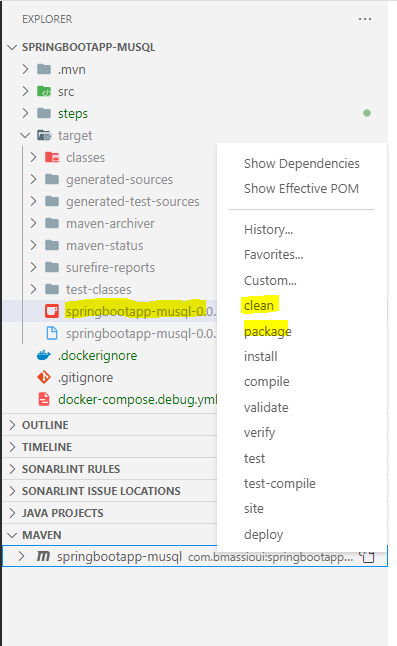 EXPLORER
SPRINGBOOTAPP-MUSQL
.mvn
src
steps
target
classes
generated-sources
generated-test-sources
maven-archiver
maven-status
surefire-reports
test-classes
springbootapp-musql-0.0.
springbootapp-musql-0.0.
.dockerignore
.gitignore
docker-compose.debug.yml
OUTLINE
TIMELINE
SONARLINT RULES
SONARLINT ISSUE LOCATIONS
JAVA PROJECTS
MAVEN
springbootapp-musql com.bmassioui:springbootapp...
Show Dependencies
Show Effective POM
History...
Favorites...
Custom...
clean
package
install
compile
validate
verify
test
test-compile
site
deploy